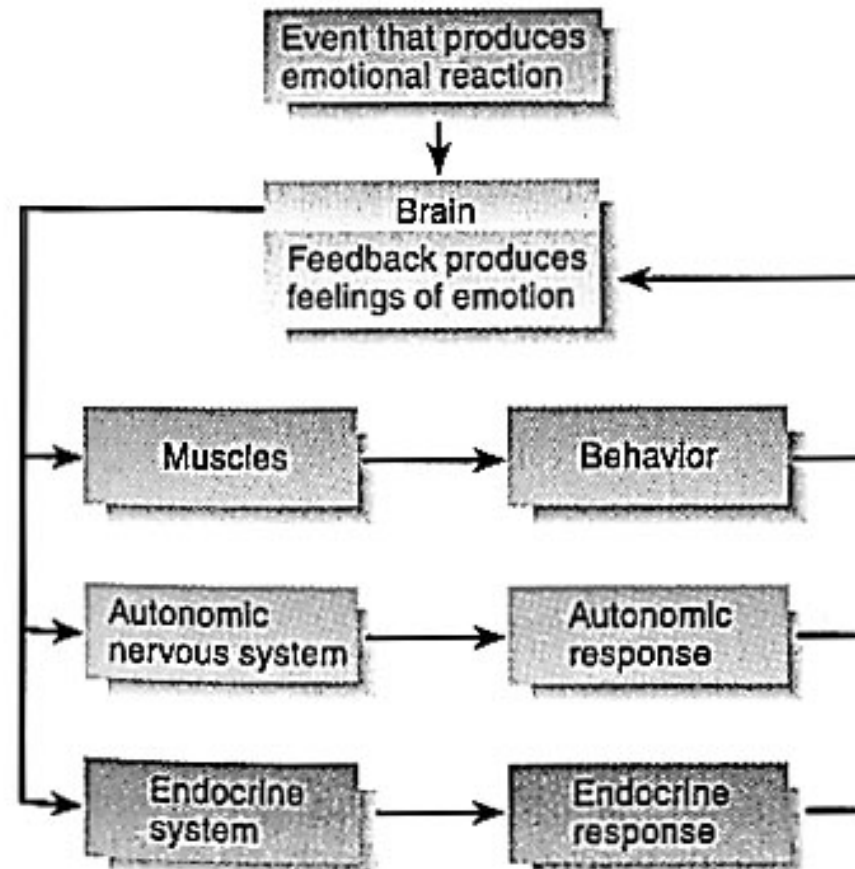 Event that produces
emotional reaction
Brain
Feedback produces
feelings of emotion
Muscles
Behavior
Autonomic
nervous system
Autonomic
response
Endocrine
system
Endocrine
response